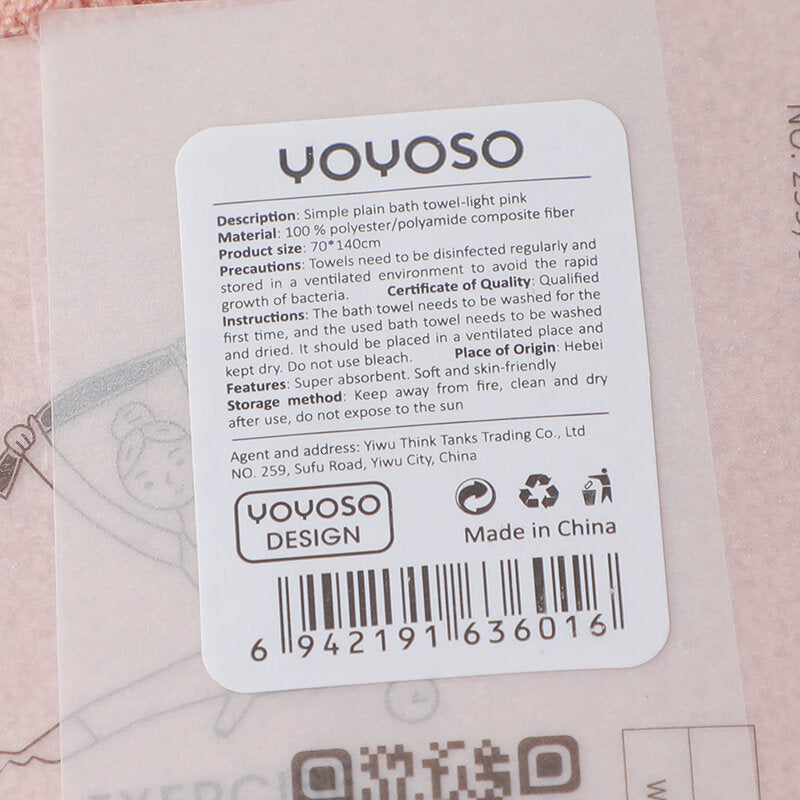 YOYOSO
Description: Simple plain bath towel-light pink
Material: 100 % polyester/polyamide composite fiber
Product size: 70*140cm
Precautions: Towels need to be disinfected regularly and
stored in a ventilated environment to avoid the rapid
growth of bacteria. Certificate of Quality: Qualified
Instructions: The bath towel needs to be washed for the
first time, and the used bath towel needs to be washed
and dried. It should be placed in a ventilated place and
kept dry. Do not use bleach. Place of Origin: Hebei
Features: Super absorbent. Soft and skin-friendly
Storage method: Keep away from fire, clean and dry
after use, do not expose to the sun
Agent and address: Yiwu Think Tanks Trading Co., Ltd
NO. 259, Sufu Road, Yiwu City, China
YOYOSO
DESIGN
Made in China
6 942191 636016
NO. 259,